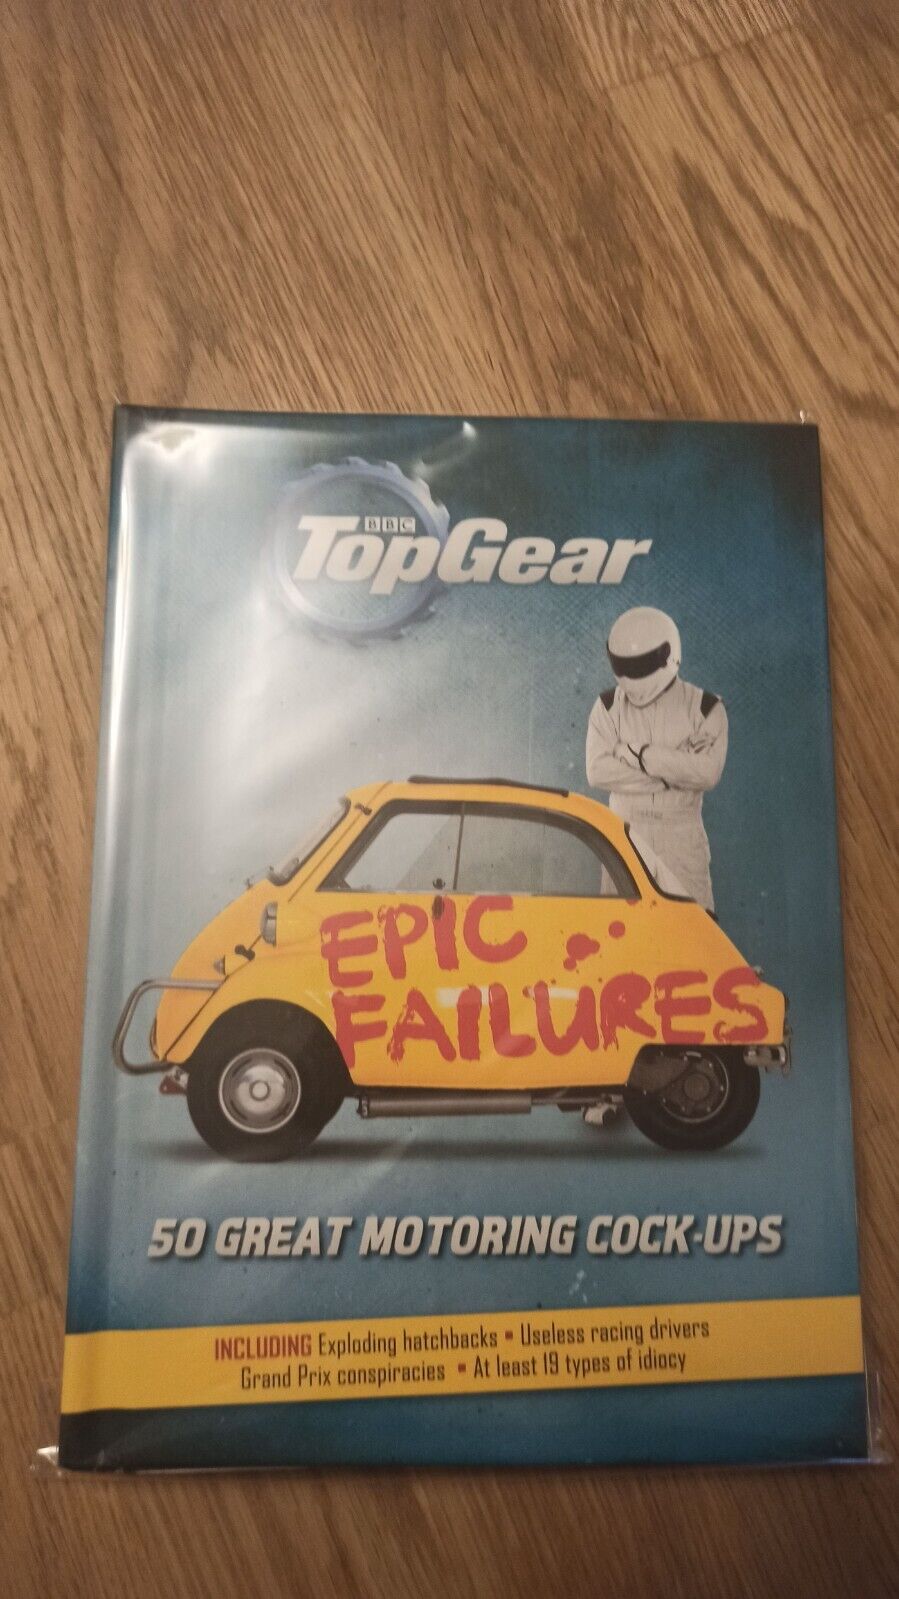 BBC
TopGear
EPIC
FAILURES
50 GREAT MOTORING COCK-UPS
INCLUDING Exploding hatchbacks ▪ Useless racing drivers
Grand Prix conspiracies ▪ At least 19 types of idiocy